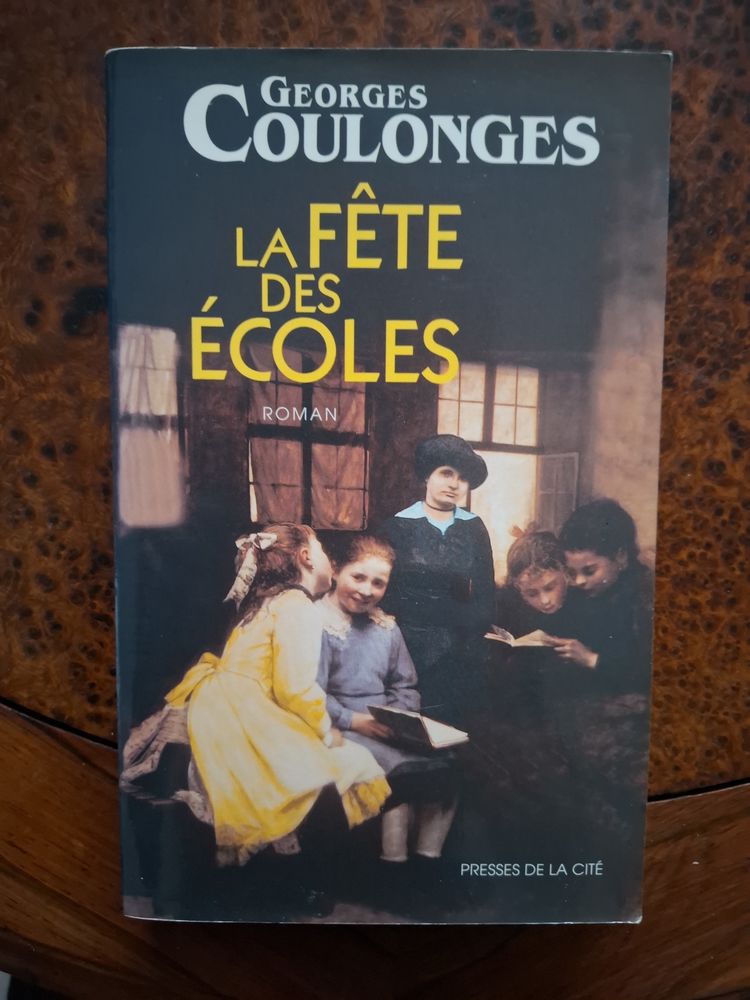 GEORGES
COULONGES
LA FÊTE
DES
ÉCOLES
ROMAN
PRESSES DE LA CITÉ